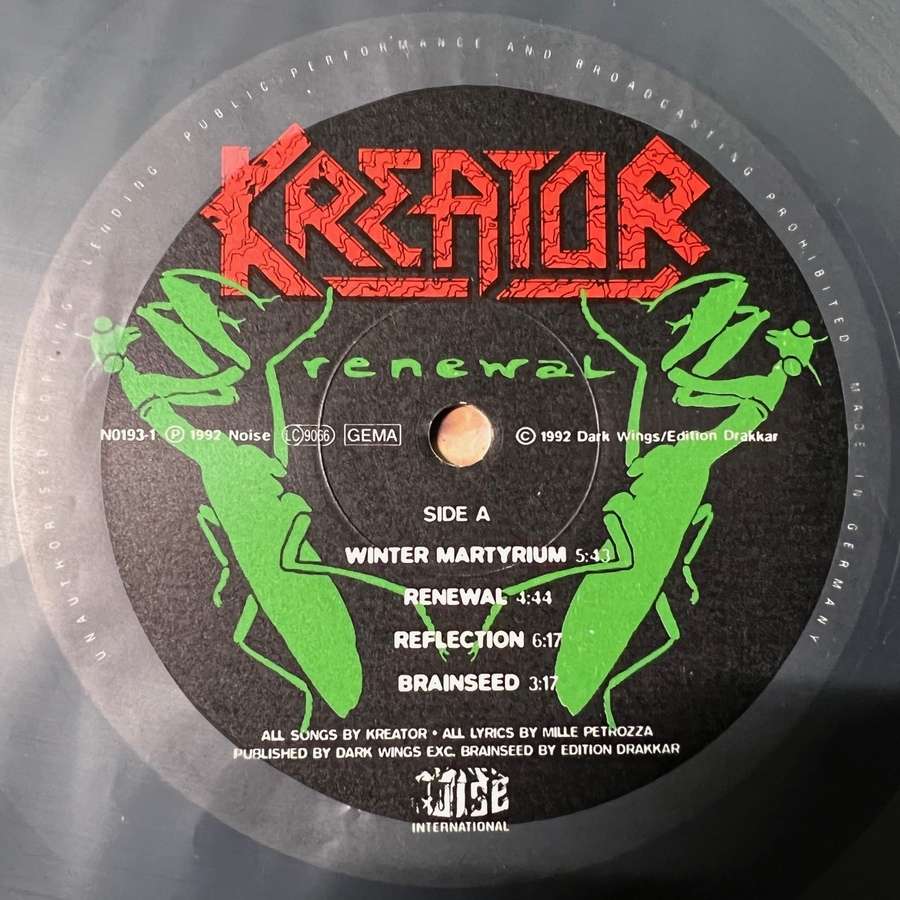 UNAUTHORISED COPYING LENDING PUBLIC PERFORMANCE AND BROADCASTING PROHIBITED MADE IN GERMANY
KREATOR
renewal
N0193-1 Ⓟ 1992 Noise LC 9066 GEMA © 1992 Dark Wings/Edition Drakkar
SIDE A
WINTER MARTYRIUM 5:43
RENEWAL 4:44
REFLECTION 6:17
BRAINSEED 3:17
ALL SONGS BY KREATOR • ALL LYRICS BY MILLE PETROZZA
PUBLISHED BY DARK WINGS EXC. BRAINSEED BY EDITION DRAKKAR
NOISE
INTERNATIONAL